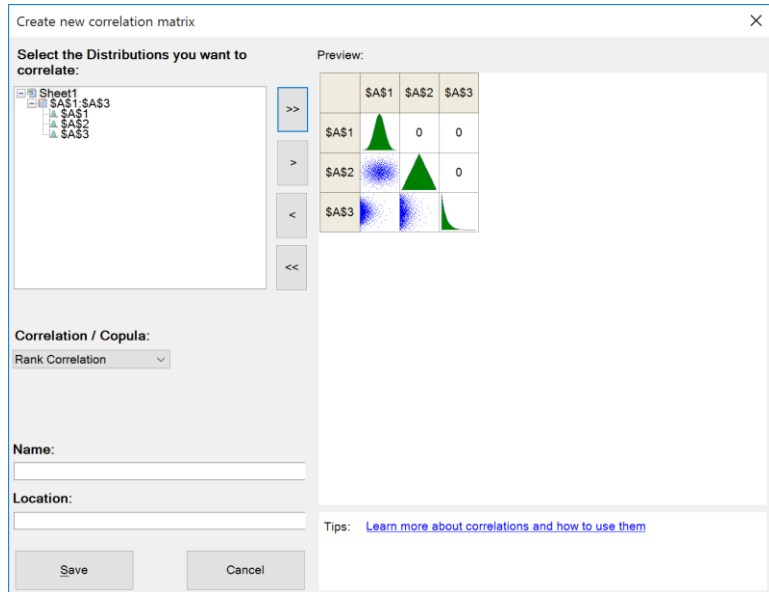 Create new correlation matrix
Select the Distributions you want to
correlate:
Sheet1
$A$1:$A$3
$A$1
$A$2
$A$3
>>
>
<
<<
Correlation / Copula:
Rank Correlation
Name:
Location:
Save
Cancel
Preview:
$A$1 $A$2 $A$3
$A$1 0 0
$A$2 0
$A$3
Tips: Learn more about correlations and how to use them